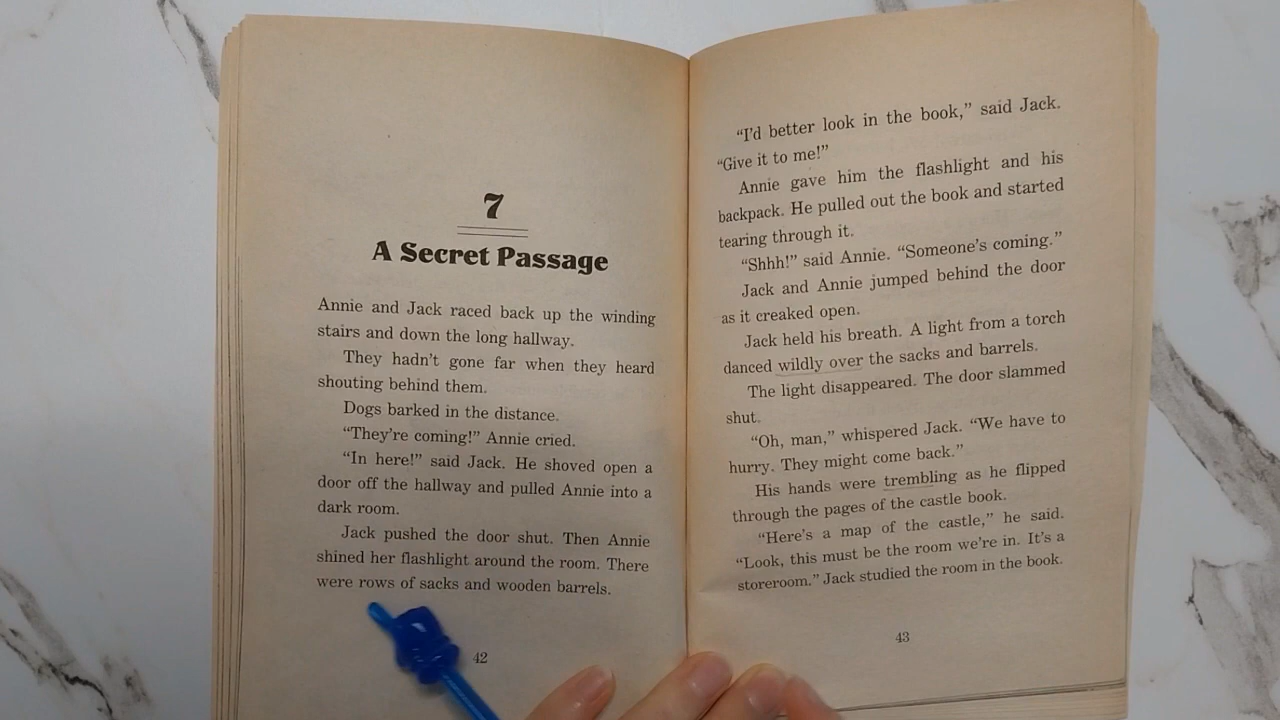 7
A Secret Passage
Annie and Jack raced back up the winding
stairs and down the long hallway.
They hadn't gone far when they heard
shouting behind them.
Dogs barked in the distance.
“They're coming!” Annie cried.
“In here!” said Jack. He shoved open a
door off the hallway and pulled Annie into a
dark room.
Jack pushed the door shut. Then Annie
shined her flashlight around the room. There
were rows of sacks and wooden barrels.
42
“I'd better look in the book,” said Jack.
“Give it to me!”
Annie gave him the flashlight and his
backpack. He pulled out the book and started
tearing through it.
“Shhh!” said Annie. “Someone's coming.”
Jack and Annie jumped behind the door
as it creaked open.
Jack held his breath. A light from a torch
danced wildly over the sacks and barrels.
The light disappeared. The door slammed
shut.
“Oh, man,” whispered Jack. “We have to
hurry. They might come back.”
His hands were trembling as he flipped
through the pages of the castle book.
“Here's a map of the castle,” he said.
“Look, this must be the room we're in. It's a
storeroom.” Jack studied the room in the book.
43